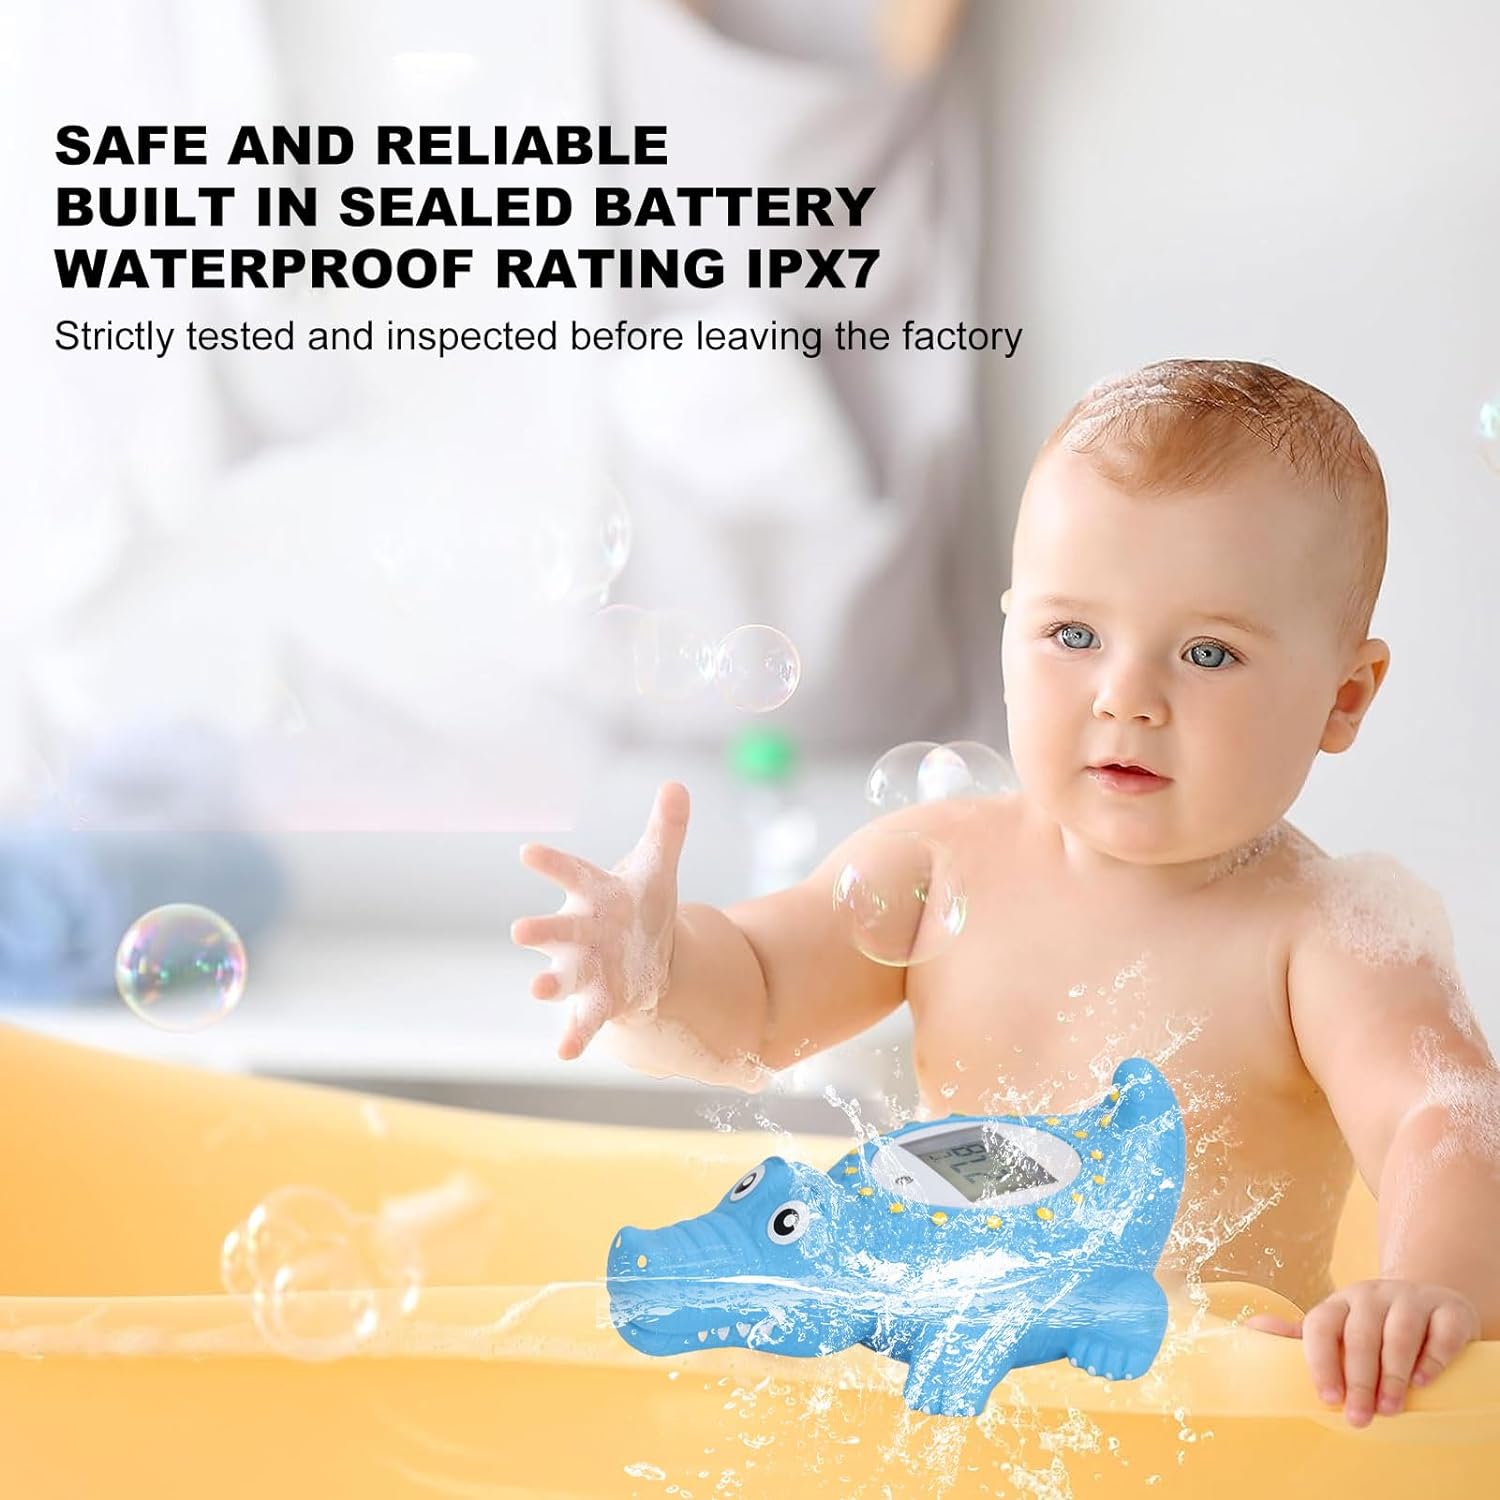 SAFE AND RELIABLE
BUILT IN SEALED BATTERY
WATERPROOF RATING IPX7
Strictly tested and inspected before leaving the factory